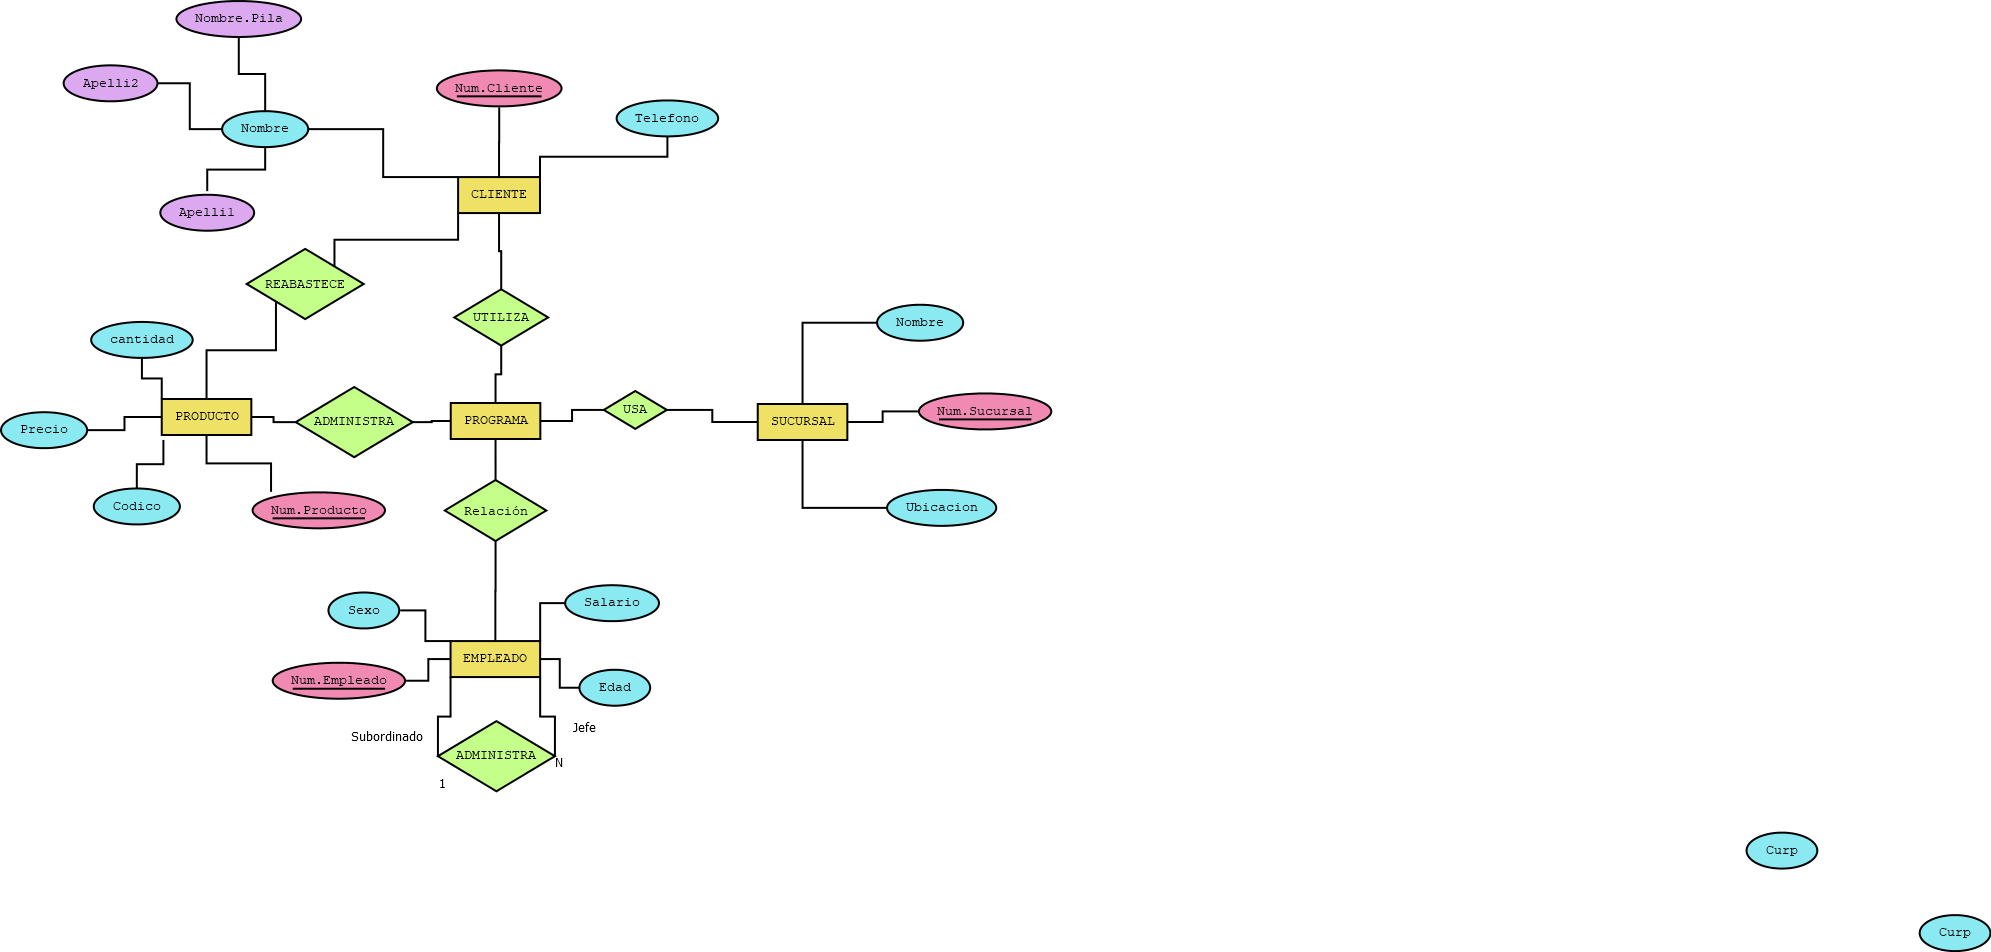 Nombre.Pila
Apelli2
Num.Cliente
Telefono
Nombre
CLIENTE
Apelli1
REABASTECE
UTILIZA
Nombre
cantidad
PRODUCTO
ADMINISTRA
PROGRAMA
USA
SUCURSAL
Num.Sucursal
Precio
Codico
Num.Producto
Relación
Ubicacion
Sexo
Salario
EMPLEADO
Num.Empleado
Edad
Subordinado
Jefe
ADMINISTRA
N
1
Curp
Curp